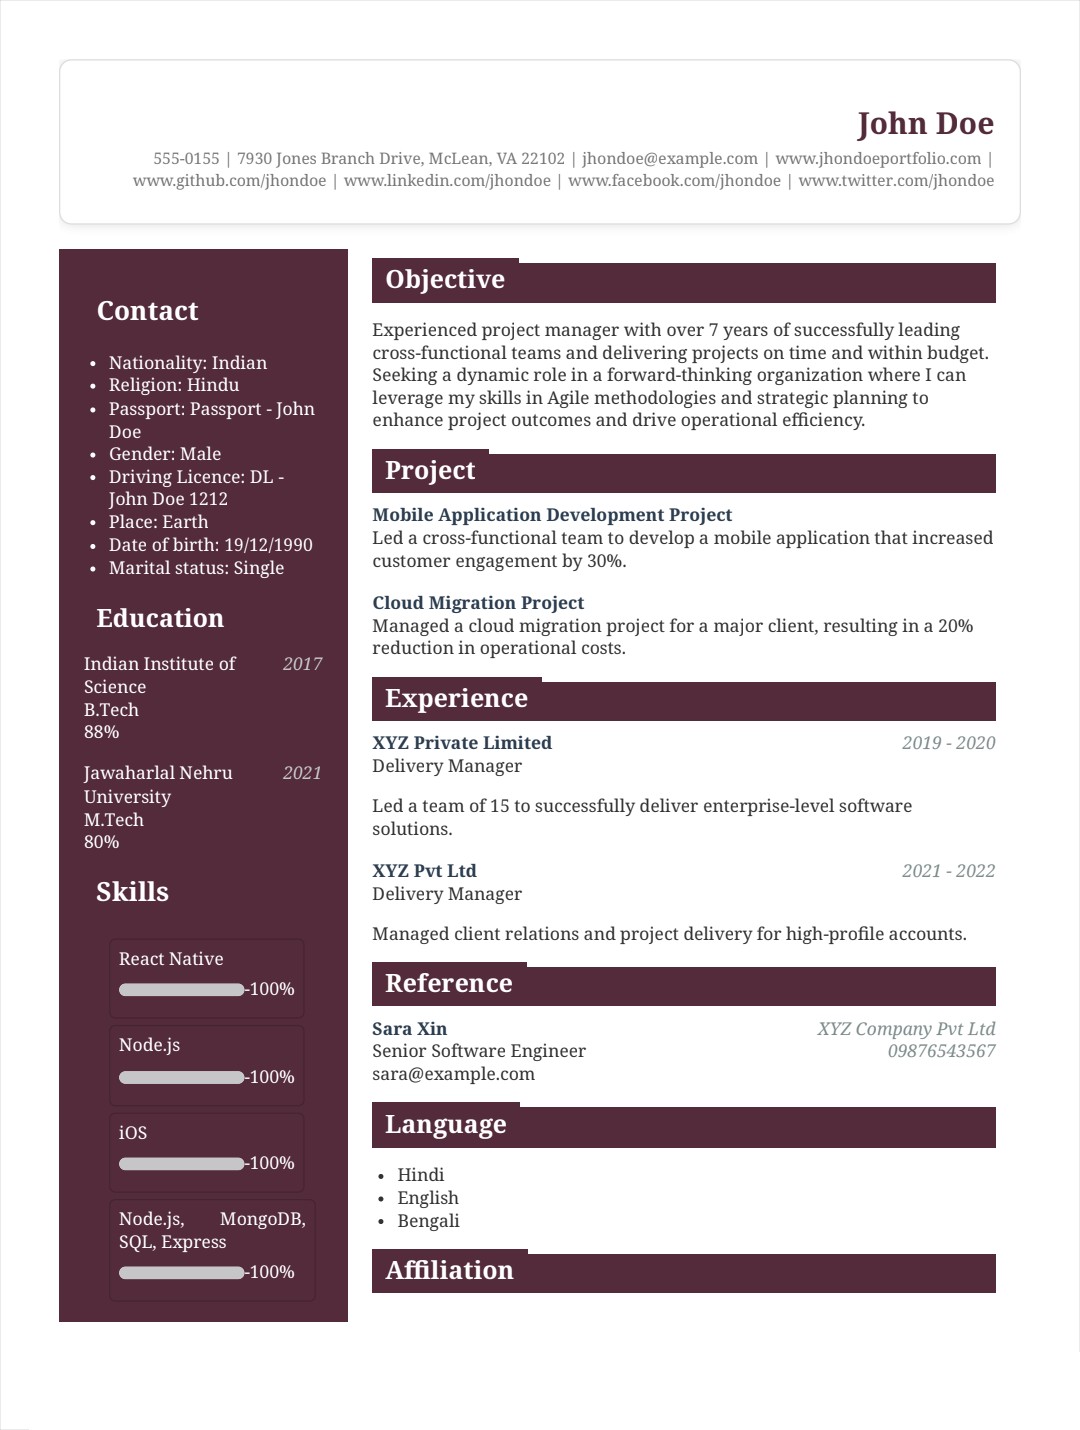 John Doe
555-0155 | 7930 Jones Branch Drive, McLean, VA 22102 | jhondoe@example.com | www.jhondoeportfolio.com |
www.github.com/jhondoe | www.linkedin.com/jhondoe | www.facebook.com/jhondoe | www.twitter.com/jhondoe
Contact
• Nationality: Indian
• Religion: Hindu
• Passport: Passport - John
Doe
• Gender: Male
• Driving Licence: DL -
John Doe 1212
• Place: Earth
• Date of birth: 19/12/1990
• Marital status: Single
Education
Indian Institute of 2017
Science
B.Tech
88%
Jawaharlal Nehru 2021
University
M.Tech
80%
Skills
React Native
-100%
Node.js
-100%
iOS
-100%
Node.js, MongoDB,
SQL, Express
-100%
Objective
Experienced project manager with over 7 years of successfully leading
cross-functional teams and delivering projects on time and within budget.
Seeking a dynamic role in a forward-thinking organization where I can
leverage my skills in Agile methodologies and strategic planning to
enhance project outcomes and drive operational efficiency.
Project
Mobile Application Development Project
Led a cross-functional team to develop a mobile application that increased
customer engagement by 30%.
Cloud Migration Project
Managed a cloud migration project for a major client, resulting in a 20%
reduction in operational costs.
Experience
XYZ Private Limited 2019 - 2020
Delivery Manager
Led a team of 15 to successfully deliver enterprise-level software
solutions.
XYZ Pvt Ltd 2021 - 2022
Delivery Manager
Managed client relations and project delivery for high-profile accounts.
Reference
Sara Xin XYZ Company Pvt Ltd
Senior Software Engineer 09876543567
sara@example.com
Language
• Hindi
• English
• Bengali
Affiliation